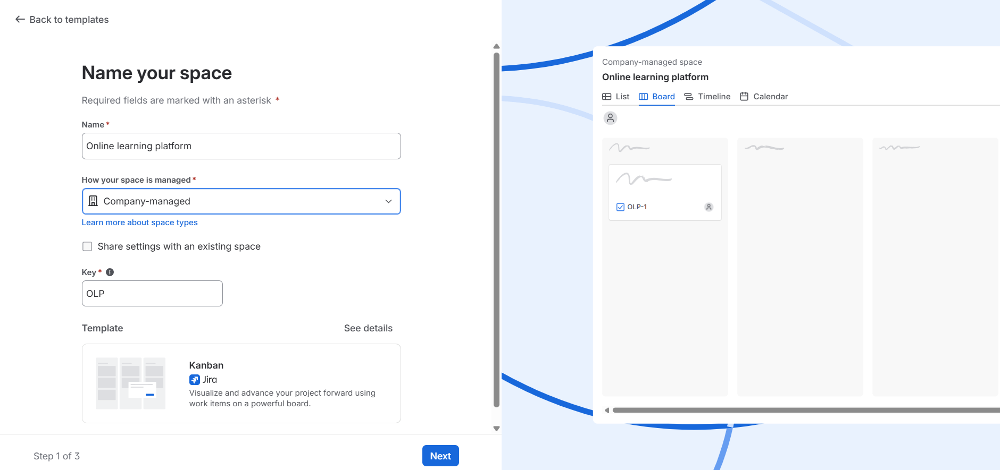 Back to templates
Name your space
Required fields are marked with an asterisk *
Name *
Online learning platform
How your space is managed *
Company-managed
Learn more about space types
Share settings with an existing space
Key *
OLP
Template
See details
Kanban
Jira
Visualize and advance your project forward using
work items on a powerful board.
Step 1 of 3
Next
Company-managed space
Online learning platform
List Board Timeline Calendar
OLP-1